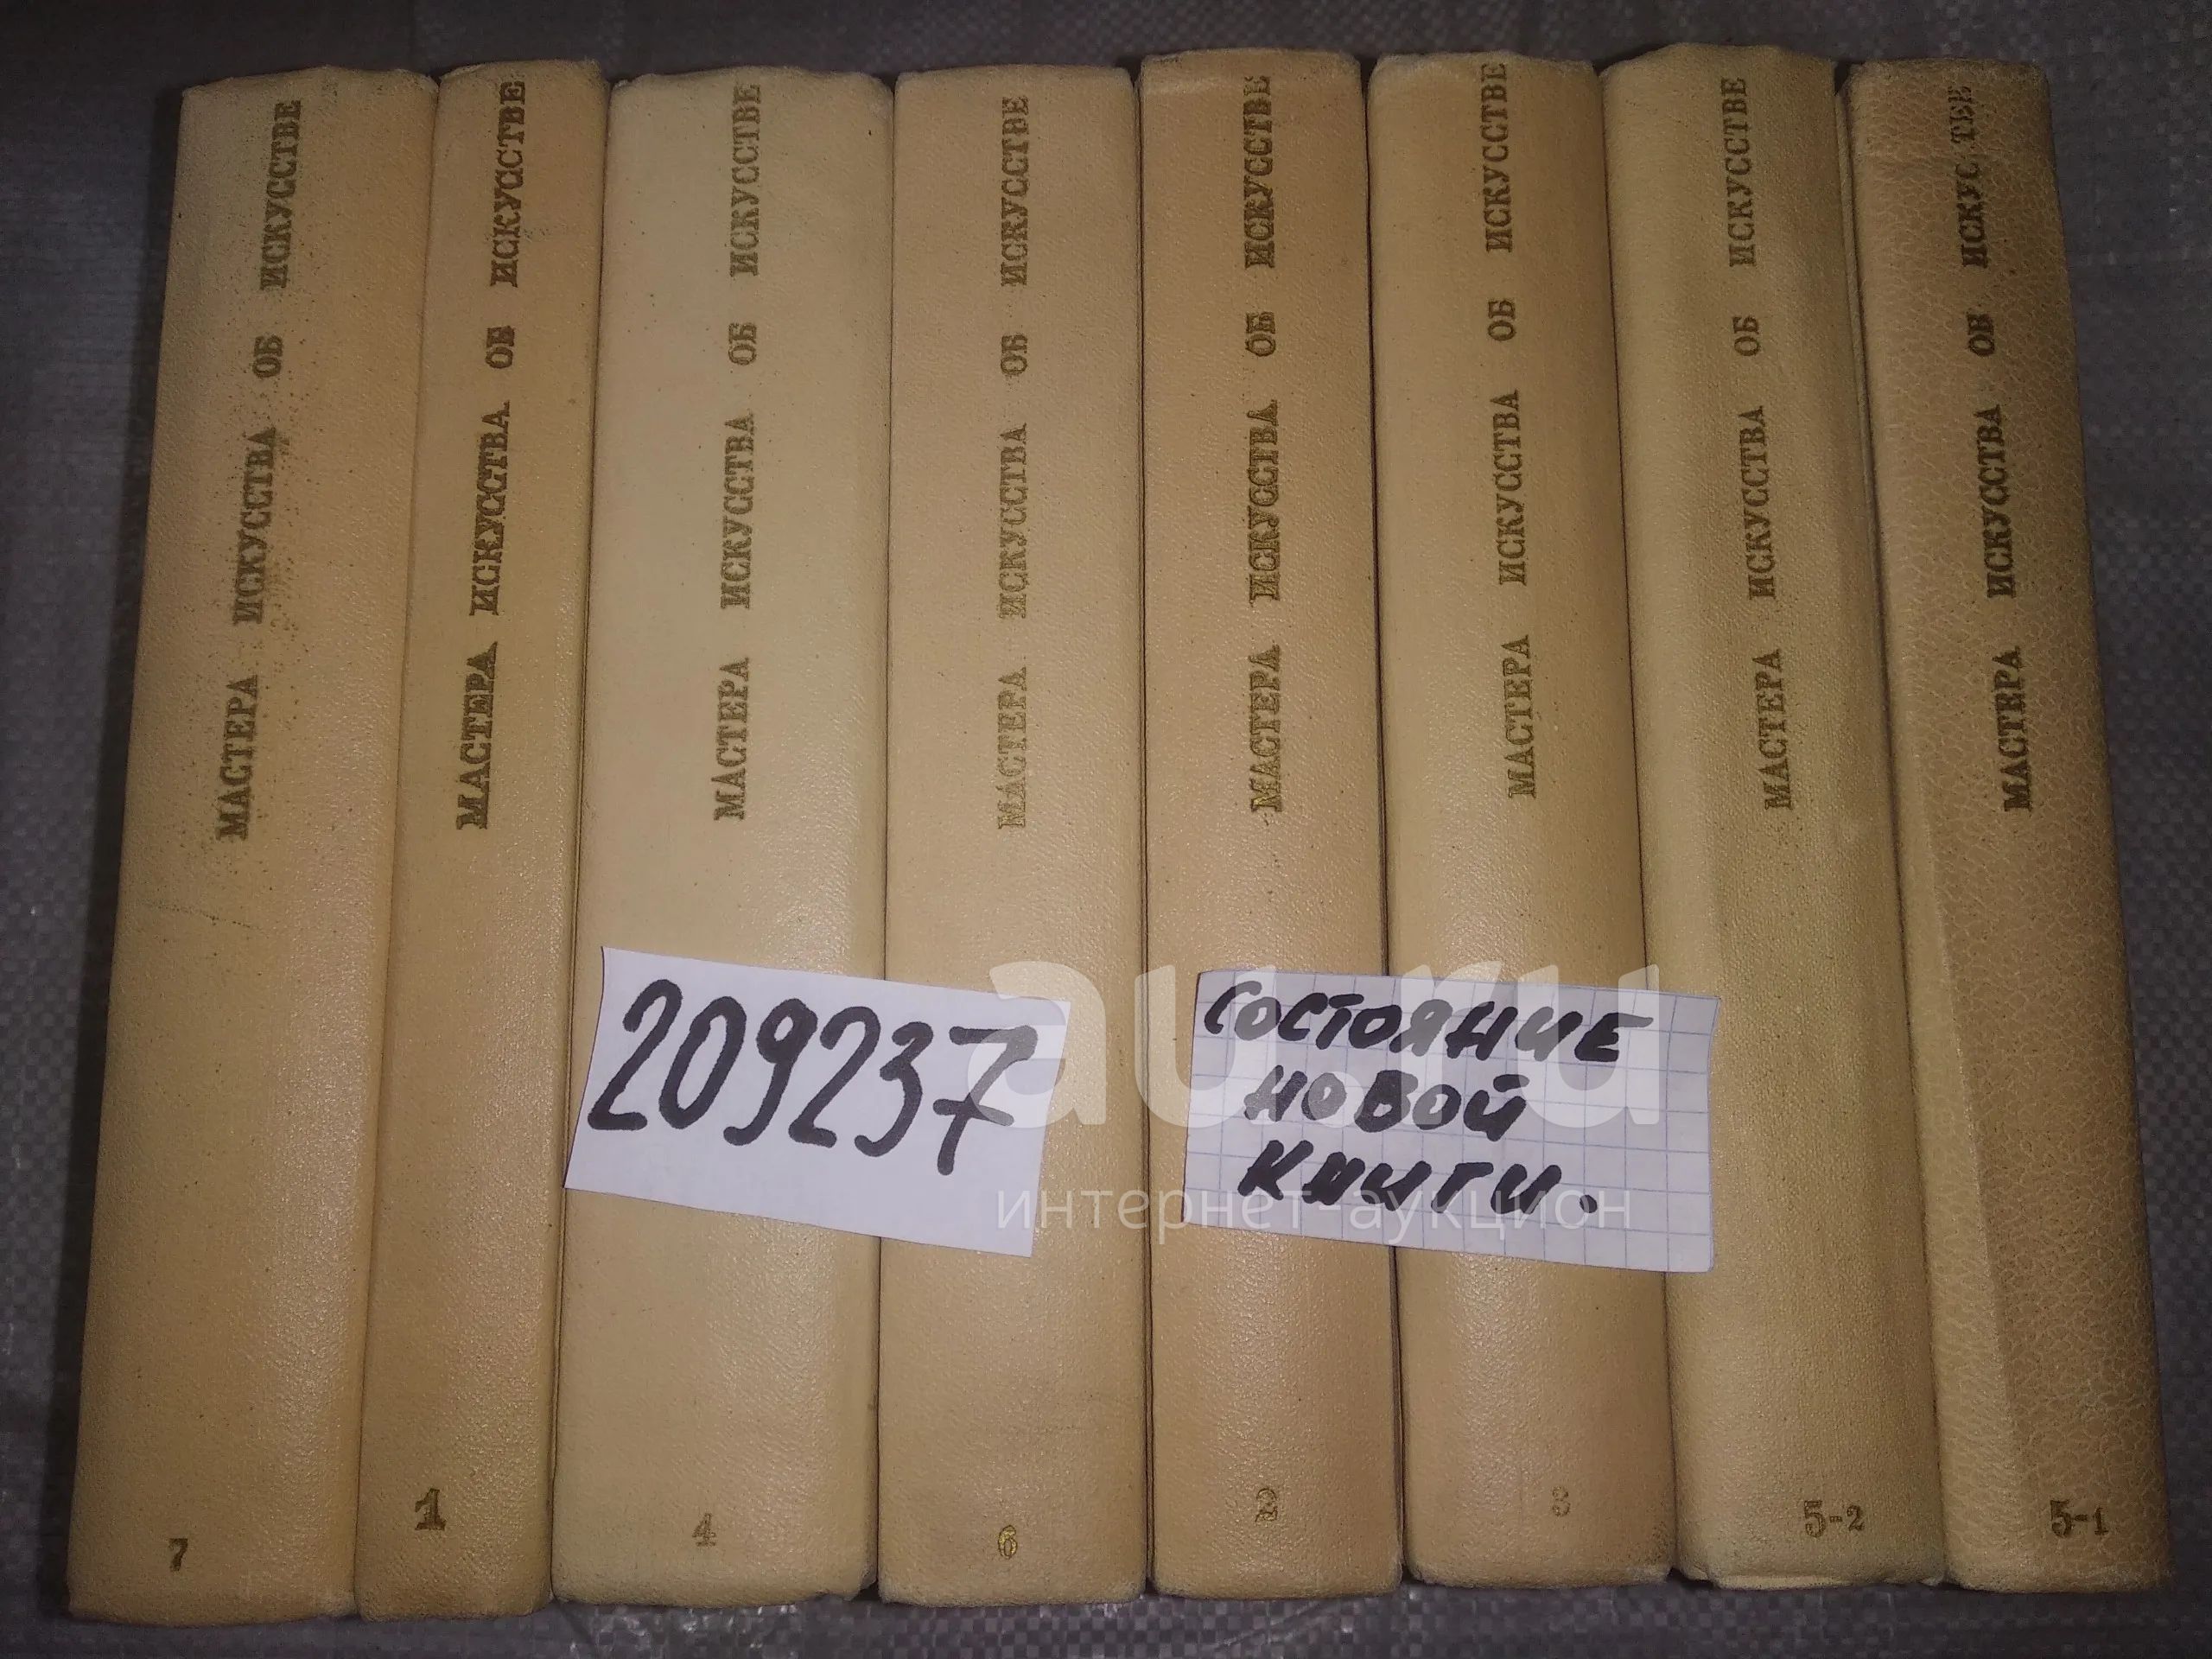 МАСТЕРА ИСКУССТВА ОБ ИСКУССТВЕ
7
МАСТЕРА ИСКУССТВА ОБ ИСКУССТВЕ
1
МАСТЕРА ИСКУССТВА ОБ ИСКУССТВЕ
4
МАСТЕРА ИСКУССТВА ОБ ИСКУССТВЕ
6
МАСТЕРА ИСКУССТВА ОБ ИСКУССТВЕ
2
МАСТЕРА ИСКУССТВА ОБ ИСКУССТВЕ
3
МАСТЕРА ИСКУССТВА ОБ ИСКУССТВЕ
5-2
МАСТЕРА ИСКУССТВА ОБ ИСКУССТВЕ
5-1
209237
СОСТОЯНИЕ
НОВОЙ
КНИГИ.
au.ru
интернет-аукцион